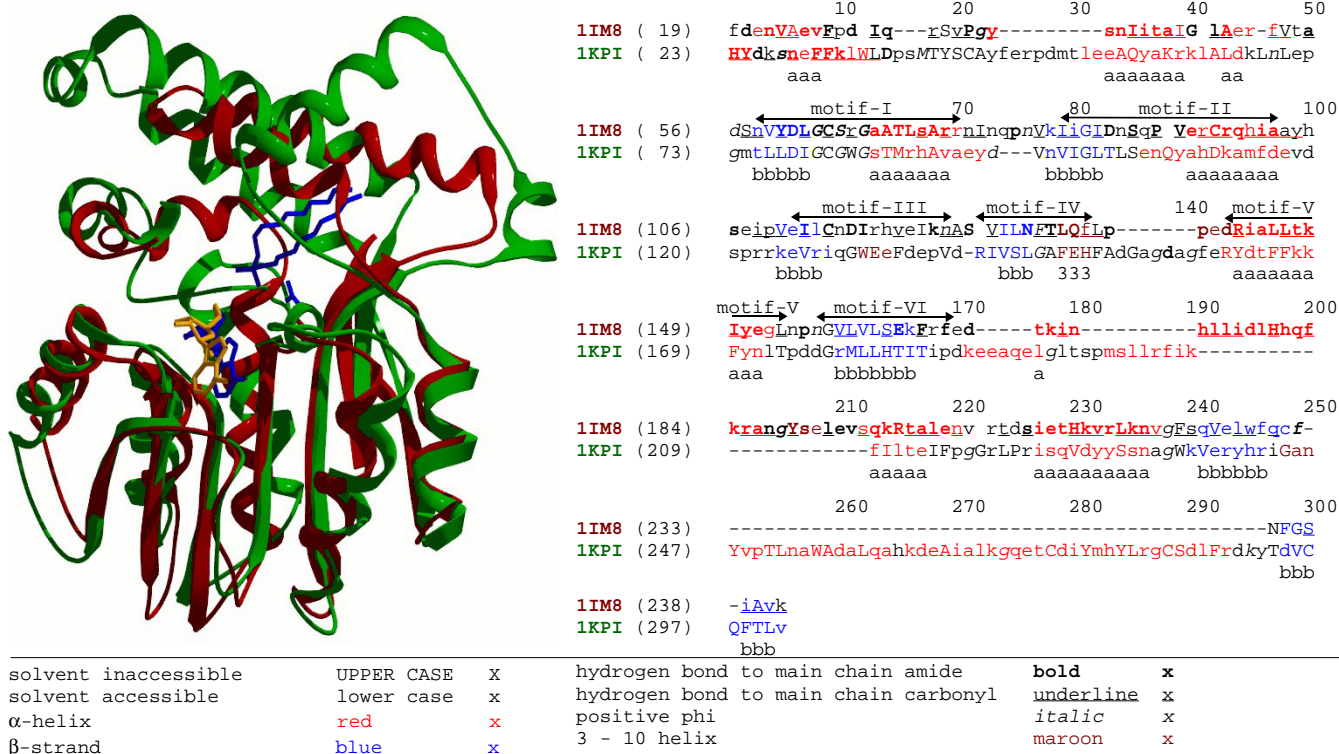 10 20 30 40 50
1IM8 ( 19) fdenVAevFpd Iq---rSvPgy---------snIitaIG lAer-fVta
1KPI ( 23) HYdksneFFklWLDpsMTYSCAyferpdmtleeAQyaKrklALdkLnLep
aaa aaaaaaa aa
motif-I 70 80 motif-II 100
1IM8 ( 56) dSnVYDLGCSrGaATLsArrnInqpnVkIiGIDnSqP VerCrqhiaayh
1KPI ( 73) gmtLLDIGCGWGsTMrhAvaeyd---VnVIGLTLSenQyahDkamfdevd
bbbbb aaaaaaa bbbbb aaaaaaaa
motif-III motif-IV 140 motif-V
1IM8 (106) seipVeIlCnDIrhveIknAS VILNFTLQfLp-------pedRiaLLtk
1KPI (120) sprrkeVriqGWEeFdepVd-RIVSLGAFEHFAdGagdagfeRYdtFFkk
bbbb bbb 333 aaaaaaa
motif-V motif-VI 170 180 190 200
1IM8 (149) IyegLnpnGVLVLSEkFrfed-----tkin----------hllidlHhqf
1KPI (169) FynlTpddGrMLLHTITipdkeeaqelgltspmsllrfik----------
aaa bbbbbbb a
210 220 230 240 250
1IM8 (184) krangYselevsqkRtalenv rtdsietHkvrLknvgFsqVelwfqcf-
1KPI (209) ------------fIlteIFpgGrLPrisqVdyySsnagWkVeryhriGan
aaaaa aaaaaaaaaa bbbbbb
260 270 280 290 300
1IM8 (233) ----------------------------------------------NFGS
1KPI (247) YvpTLnaWAdaLqahkdeAialkgqetCdiYmhYLrgCSdlFrdkyTdVC
bbb
1IM8 (238) -iAvk
1KPI (297) QFTLv
bbb
solvent inaccessible UPPER CASE X hydrogen bond to main chain amide bold x
solvent accessible lower case x hydrogen bond to main chain carbonyl underline x
α-helix red x positive phi italic x
β-strand blue x 3 - 10 helix maroon x